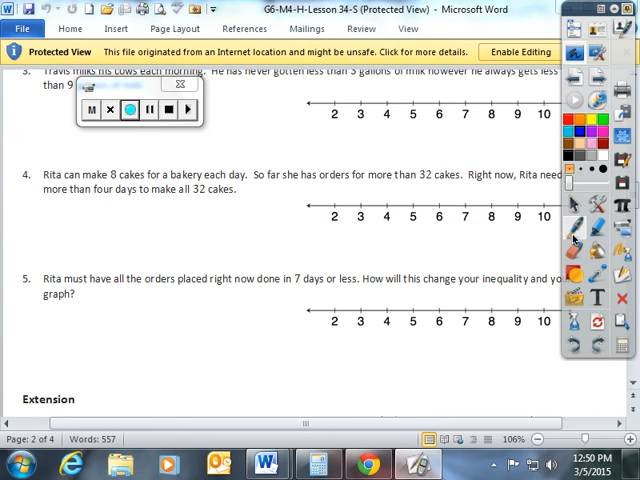 G6-M4-H-Lesson 34-S (Protected View) - Microsoft Word
File Home Insert Page Layout References Mailings Review View
Protected View This file originated from an Internet location and might be unsafe. Click for more details. Enable Editing
3. Travis milks his cows each morning. He has never gotten less than 3 gallons of milk however he always gets less
than 9 gallons of milk.
M
2 3 4 5 6 7 8 9 10
4. Rita can make 8 cakes for a bakery each day. So far she has orders for more than 32 cakes. Right now, Rita need
more than four days to make all 32 cakes.
2 3 4 5 6 7 8 9 10
5. Rita must have all the orders placed right now done in 7 days or less. How will this change your inequality and you
graph?
2 3 4 5 6 7 8 9 10
Extension
Page: 2 of 4 Words: 557 106%
12:50 PM
3/5/2015